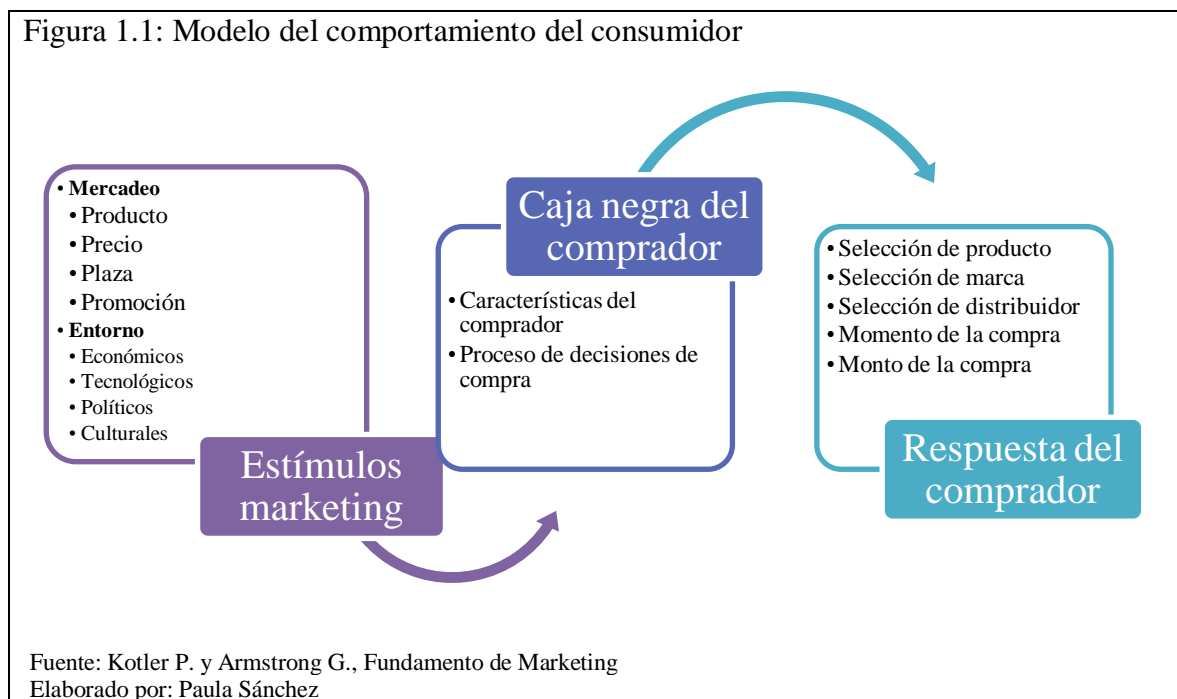 Figura 1.1: Modelo del comportamiento del consumidor
• Mercadeo
• Producto
• Precio
• Plaza
• Promoción
• Entorno
• Económicos
• Tecnológicos
• Políticos
• Culturales
Estímulos
marketing
Caja negra del
comprador
• Características del
comprador
• Proceso de decisiones de
compra
• Selección de producto
• Selección de marca
• Selección de distribuidor
• Momento de la compra
• Monto de la compra
Respuesta del
comprador
Fuente: Kotler P. y Armstrong G., Fundamento de Marketing
Elaborado por: Paula Sánchez